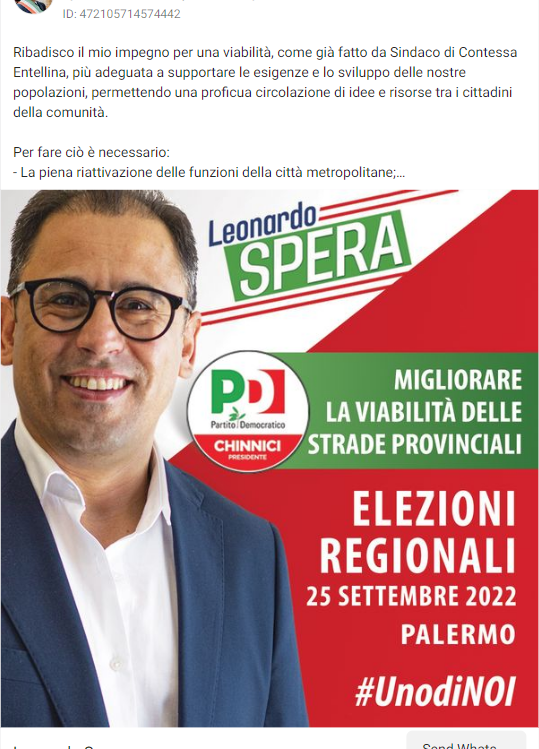 ID: 472105714574442
Ribadisco il mio impegno per una viabilità, come già fatto da Sindaco di Contessa
Entellina, più adeguata a supportare le esigenze e lo sviluppo delle nostre
popolazioni, permettendo una proficua circolazione di idee e risorse tra i cittadini
della comunità.
Per fare ciò è necessario:
- La piena riattivazione delle funzioni della città metropolitane;...
Leonardo
SPERA
PD
Partito Democratico
CHINNICI
PRESIDENTE
MIGLIORARE
LA VIABILITÀ DELLE
STRADE PROVINCIALI
ELEZIONI
REGIONALI
25 SETTEMBRE 2022
PALERMO
#UnodiNOI